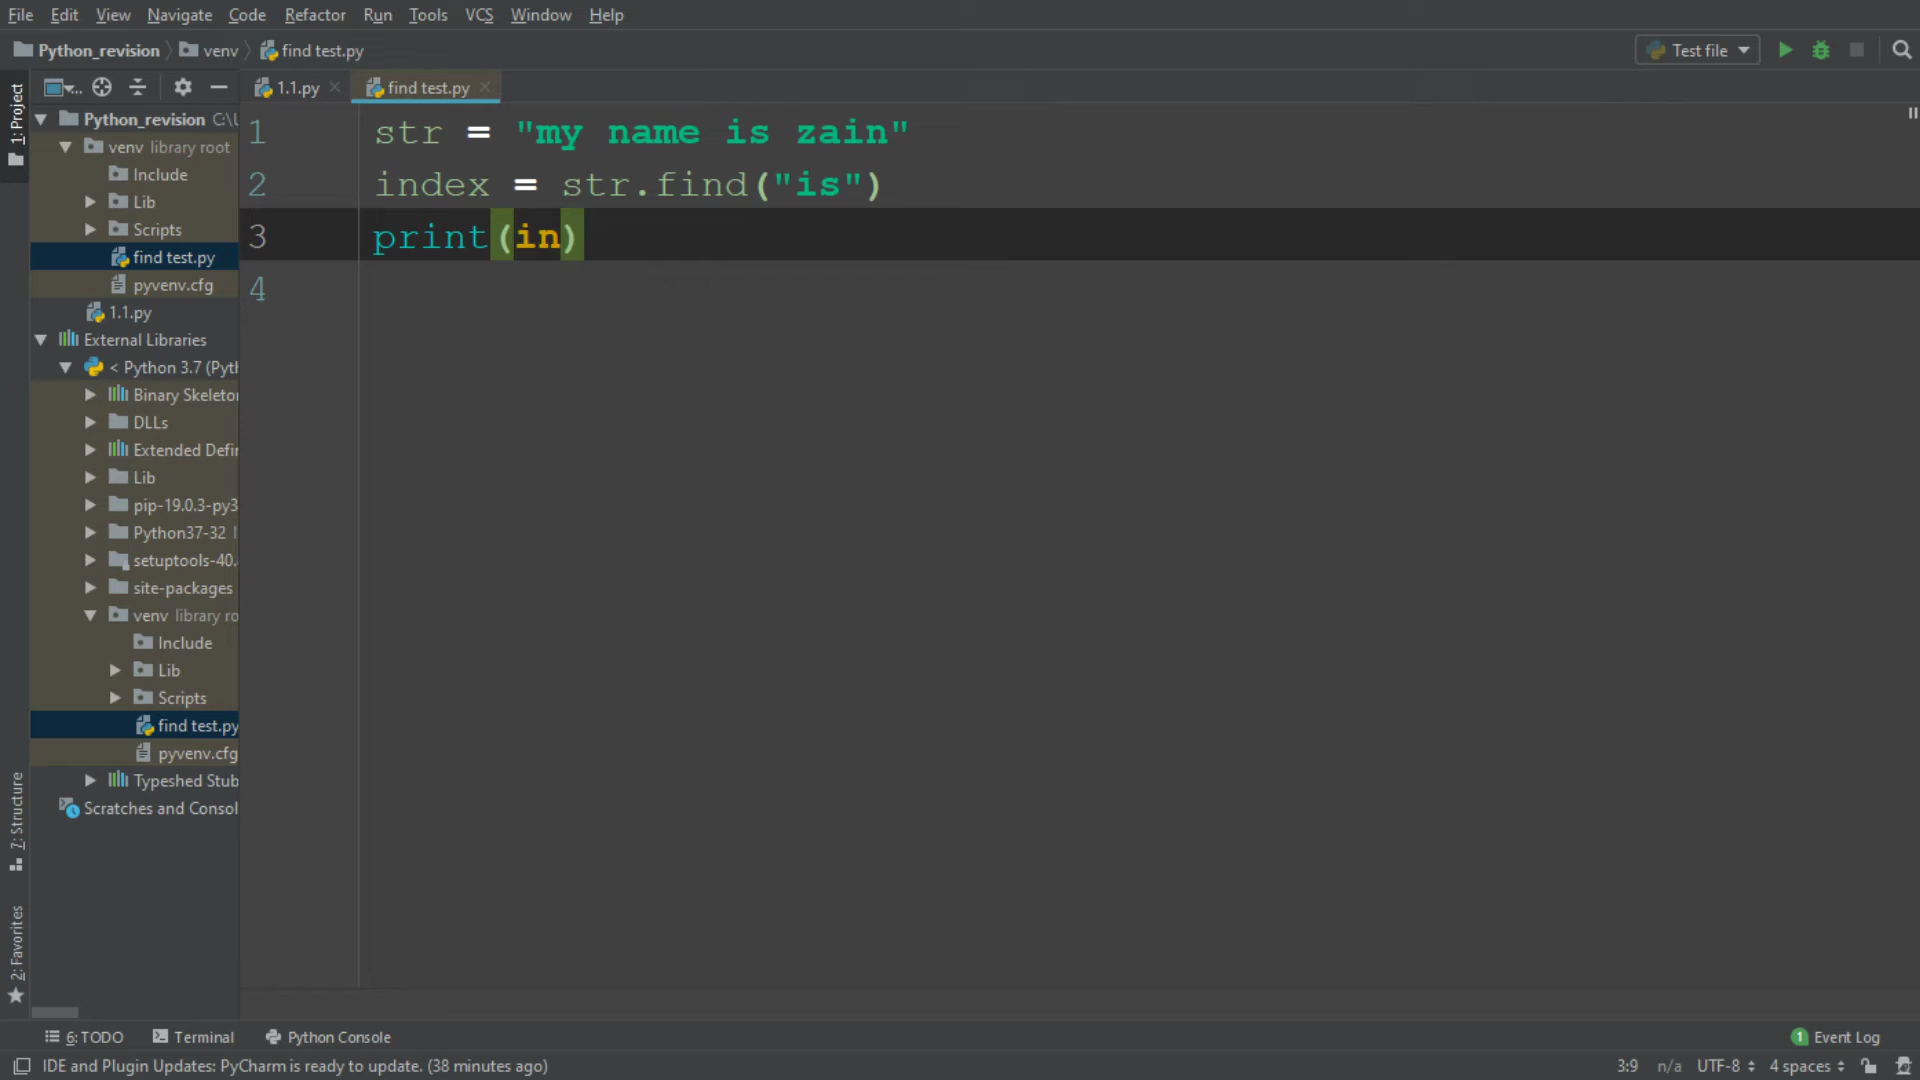 File Edit View Navigate Code Refactor Run Tools VCS Window Help
Python_revision venv find test.py Test file
1: Project
1.1.py find test.py
Python_revision C:\U
venv library root
Include
Lib
Scripts
find test.py
pyvenv.cfg
1.1.py
External Libraries
< Python 3.7 (Pyth
Binary Skeleto
DLLs
Extended Defin
Lib
pip-19.0.3-py3
Python37-32
setuptools-40.
site-packages
venv library ro
Include
Lib
Scripts
find test.py
pyvenv.cfg
Typeshed Stub
Scratches and Consol
7: Structure
2: Favorites
1 str = "my name is zain"
2 index = str.find("is")
3 print(in)
4
6: TODO Terminal Python Console 1 Event Log
IDE and Plugin Updates: PyCharm is ready to update. (38 minutes ago) 3:9 n/a UTF-8 4 spaces